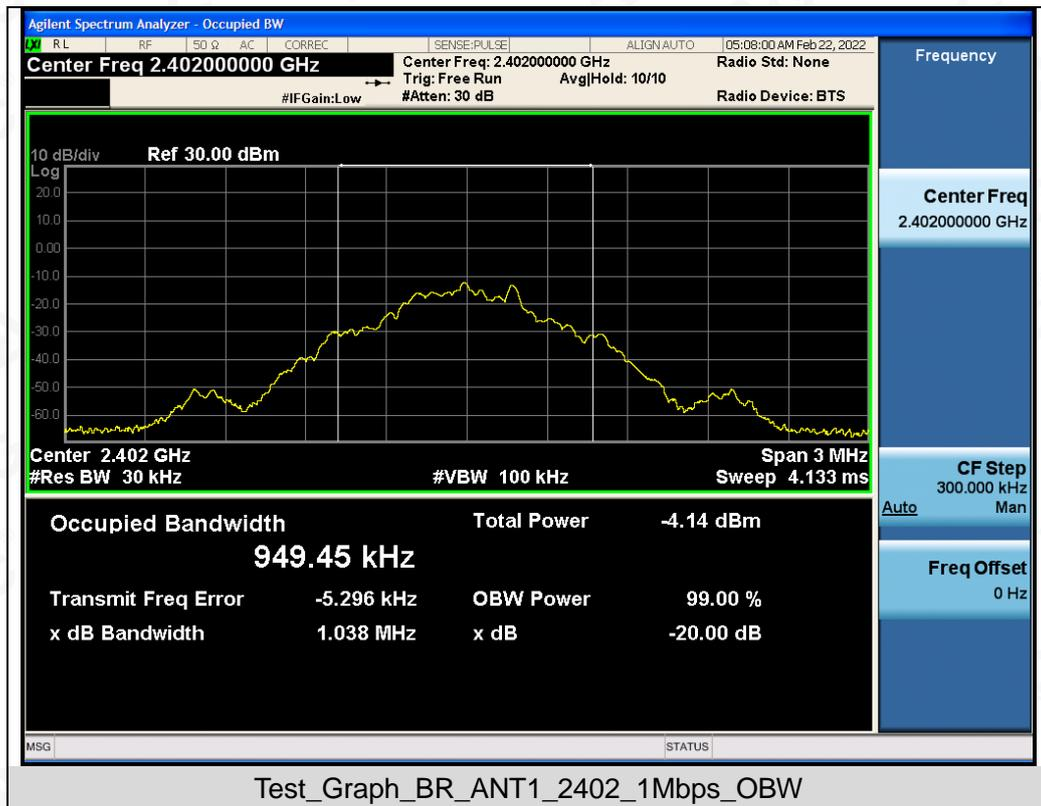 Agilent Spectrum Analyzer - Occupied BW
LXI RL RF 50 Ω AC CORREC SENSE:PULSE ALIGN AUTO 05:08:00 AM Feb 22, 2022
Center Freq 2.402000000 GHz Center Freq: 2.402000000 GHz Radio Std: None
Trig: Free Run Avg|Hold: 10/10
#IFGain:Low #Atten: 30 dB Radio Device: BTS
10 dB/div Ref 30.00 dBm
Log
20.0
10.0
0.00
-10.0
-20.0
-30.0
-40.0
-50.0
-60.0
Center 2.402 GHz Span 3 MHz
#Res BW 30 kHz #VBW 100 kHz Sweep 4.133 ms
Occupied Bandwidth Total Power -4.14 dBm
949.45 kHz
Transmit Freq Error -5.296 kHz OBW Power 99.00 %
x dB Bandwidth 1.038 MHz x dB -20.00 dB
MSG STATUS
Frequency
Center Freq
2.402000000 GHz
CF Step
300.000 kHz
Auto Man
Freq Offset
0 Hz
Test_Graph_BR_ANT1_2402_1Mbps_OBW